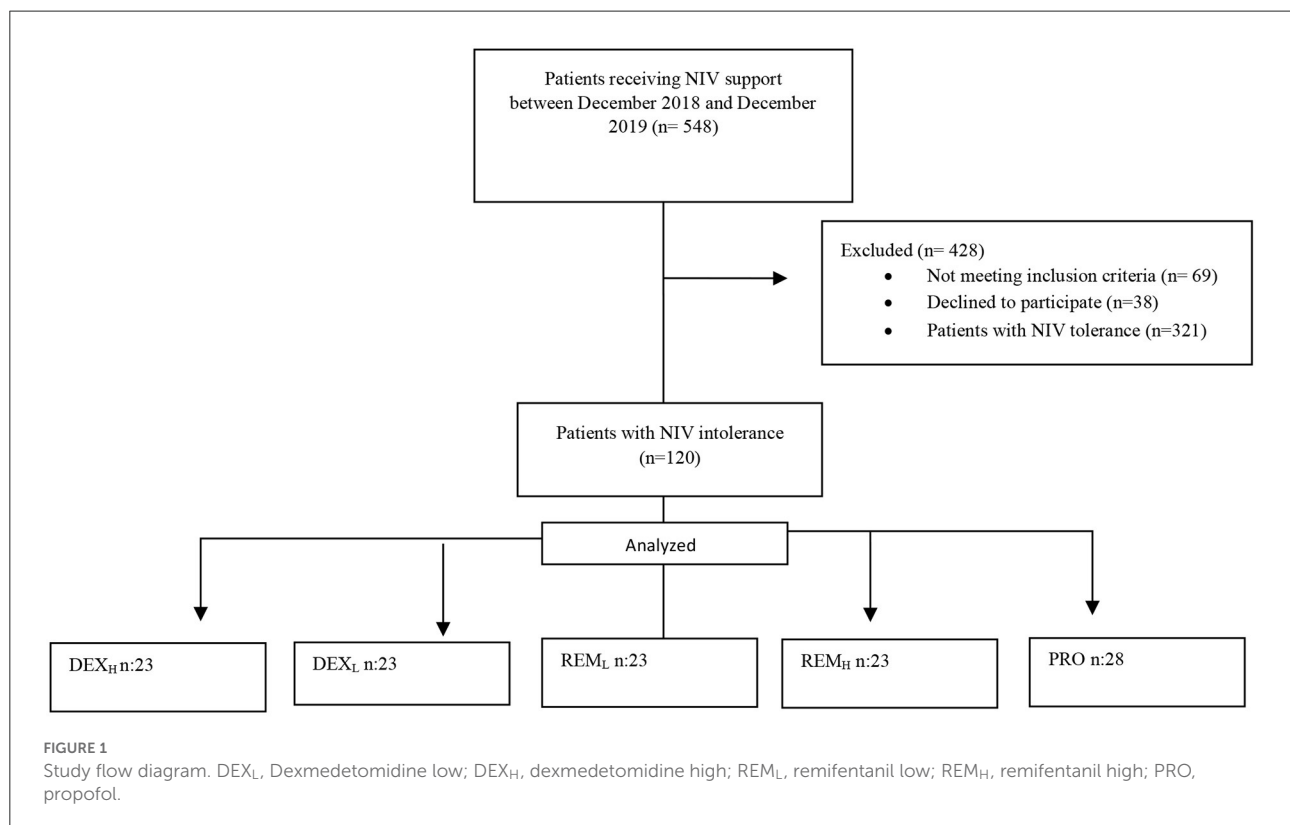 Patients receiving NIV support
between December 2018 and December
2019 (n= 548)
Excluded (n= 428)
• Not meeting inclusion criteria (n= 69)
• Declined to participate (n=38)
• Patients with NIV tolerance (n=321)
Patients with NIV intolerance
(n=120)
Analyzed
DEXH n:23
DEXL n:23
REML n:23
REMH n:23
PRO n:28
FIGURE 1
Study flow diagram. DEXL, Dexmedetomidine low; DEXH, dexmedetomidine high; REML, remifentanil low; REMH, remifentanil high; PRO,
propofol.